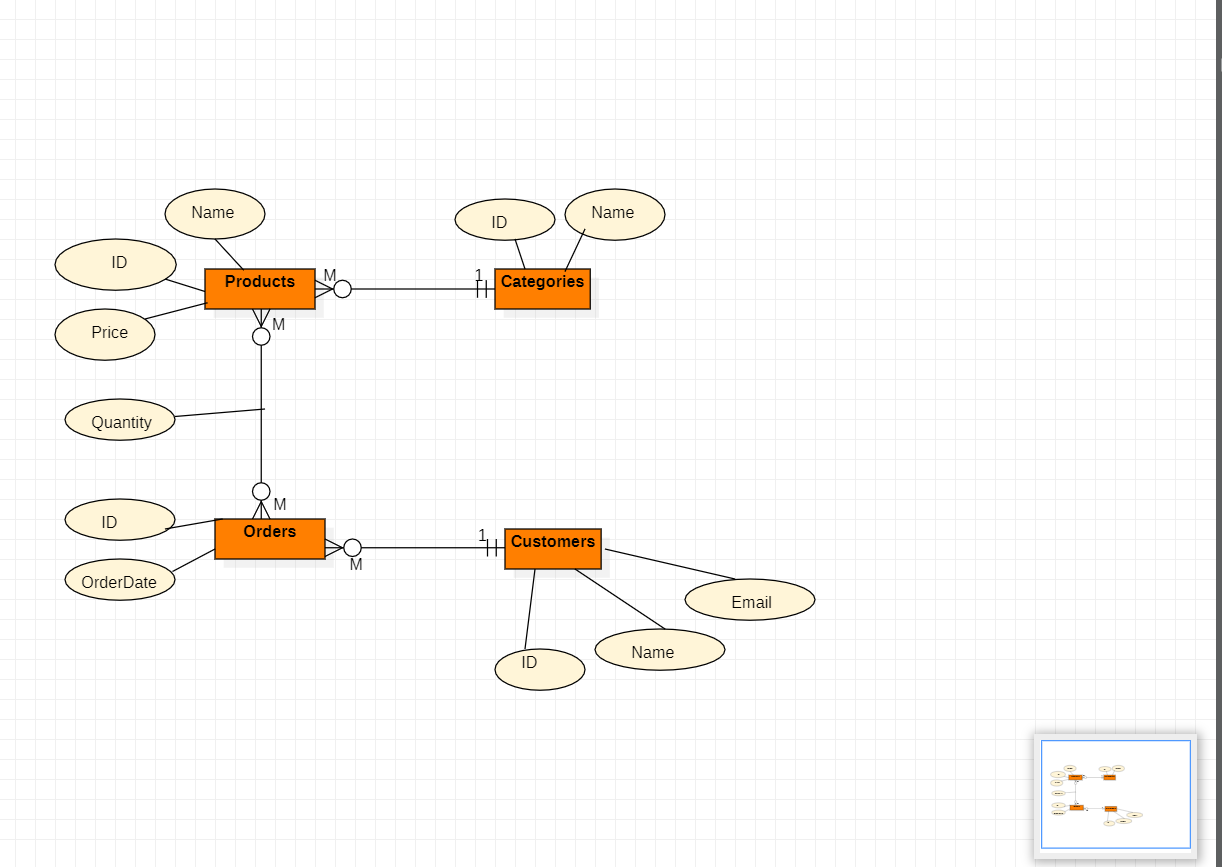 Name
ID
Name
ID
Products
M
1
Categories
Price
M
Quantity
M
ID
Orders
1
Customers
M
OrderDate
Email
Name
ID